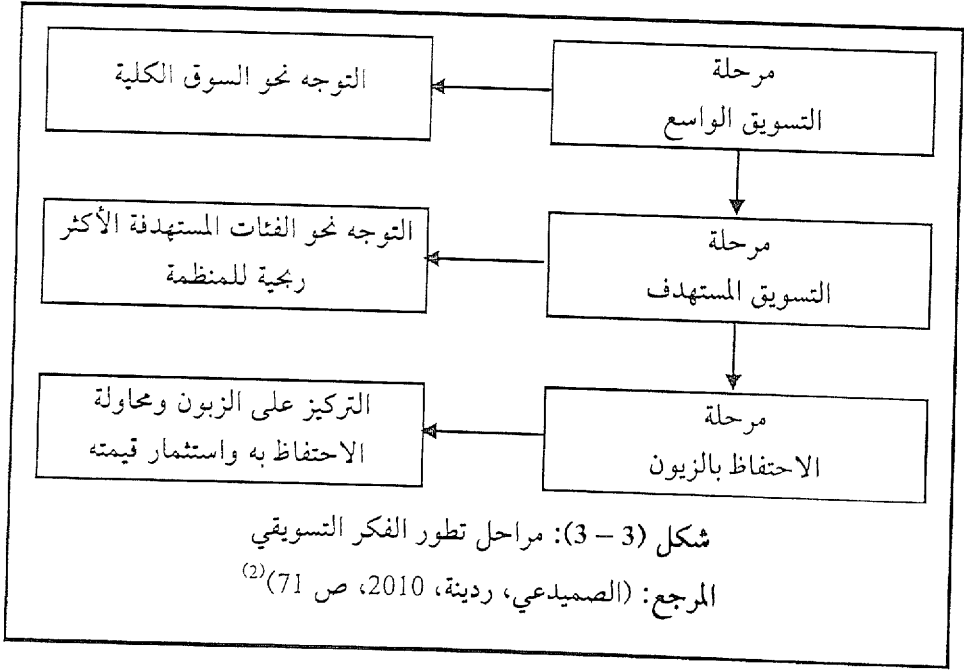 مرحلة
التسويق الواسع
التوجه نحو السوق الكلية
مرحلة
التسويق المستهدف
التوجه نحو الفئات المستهدفة الأكثر
ربحية للمنظمة
مرحلة
الاحتفاظ بالزيون
التركيز على الزبون ومحاولة
الاحتفاظ به واستثمار قيمته
شكل (3 – 3): مراحل تطور الفكر التسويقي
المرجع: (الصميدعي، ردينة، 2010، ص 71)(2)